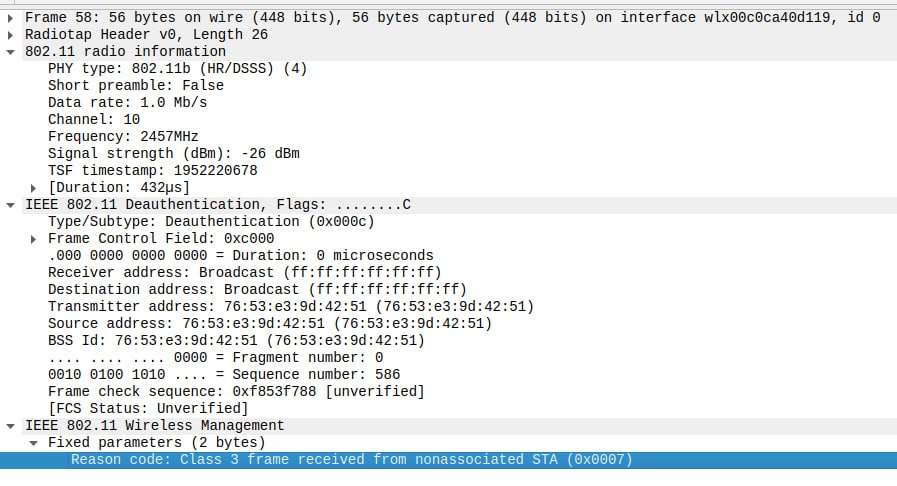 Frame 58: 56 bytes on wire (448 bits), 56 bytes captured (448 bits) on interface wlx00c0ca40d119, id 0
Radiotap Header v0, Length 26
802.11 radio information
PHY type: 802.11b (HR/DSSS) (4)
Short preamble: False
Data rate: 1.0 Mb/s
Channel: 10
Frequency: 2457MHz
Signal strength (dBm): -26 dBm
TSF timestamp: 1952220678
[Duration: 432µs]
IEEE 802.11 Deauthentication, Flags: ........C
Type/Subtype: Deauthentication (0x000c)
Frame Control Field: 0xc000
.000 0000 0000 0000 = Duration: 0 microseconds
Receiver address: Broadcast (ff:ff:ff:ff:ff:ff)
Destination address: Broadcast (ff:ff:ff:ff:ff:ff)
Transmitter address: 76:53:e3:9d:42:51 (76:53:e3:9d:42:51)
Source address: 76:53:e3:9d:42:51 (76:53:e3:9d:42:51)
BSS Id: 76:53:e3:9d:42:51 (76:53:e3:9d:42:51)
.... .... .... 0000 = Fragment number: 0
0010 0100 1010 .... = Sequence number: 586
Frame check sequence: 0xf853f788 [unverified]
[FCS Status: Unverified]
IEEE 802.11 Wireless Management
Fixed parameters (2 bytes)
Reason code: Class 3 frame received from nonassociated STA (0x0007)